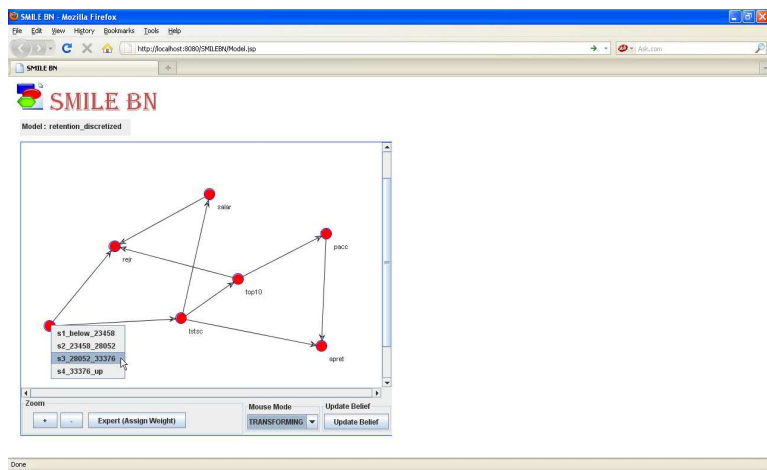 SMILE BN - Mozilla Firefox
File Edit View History Bookmarks Tools Help
http://localhost:8080/SMILEBN/Model.jsp
Ask.com
SMILE BN
SMILE BN
Model : retention_discretized
salar
pacc
rejr
top10
tstsc
s1_below_23458
s2_23458_28052
s3_28052_33376
s4_33376_up
apret
Zoom
Mouse Mode
Update Belief
+ - Expert (Assign Weight) TRANSFORMING Update Belief
Done